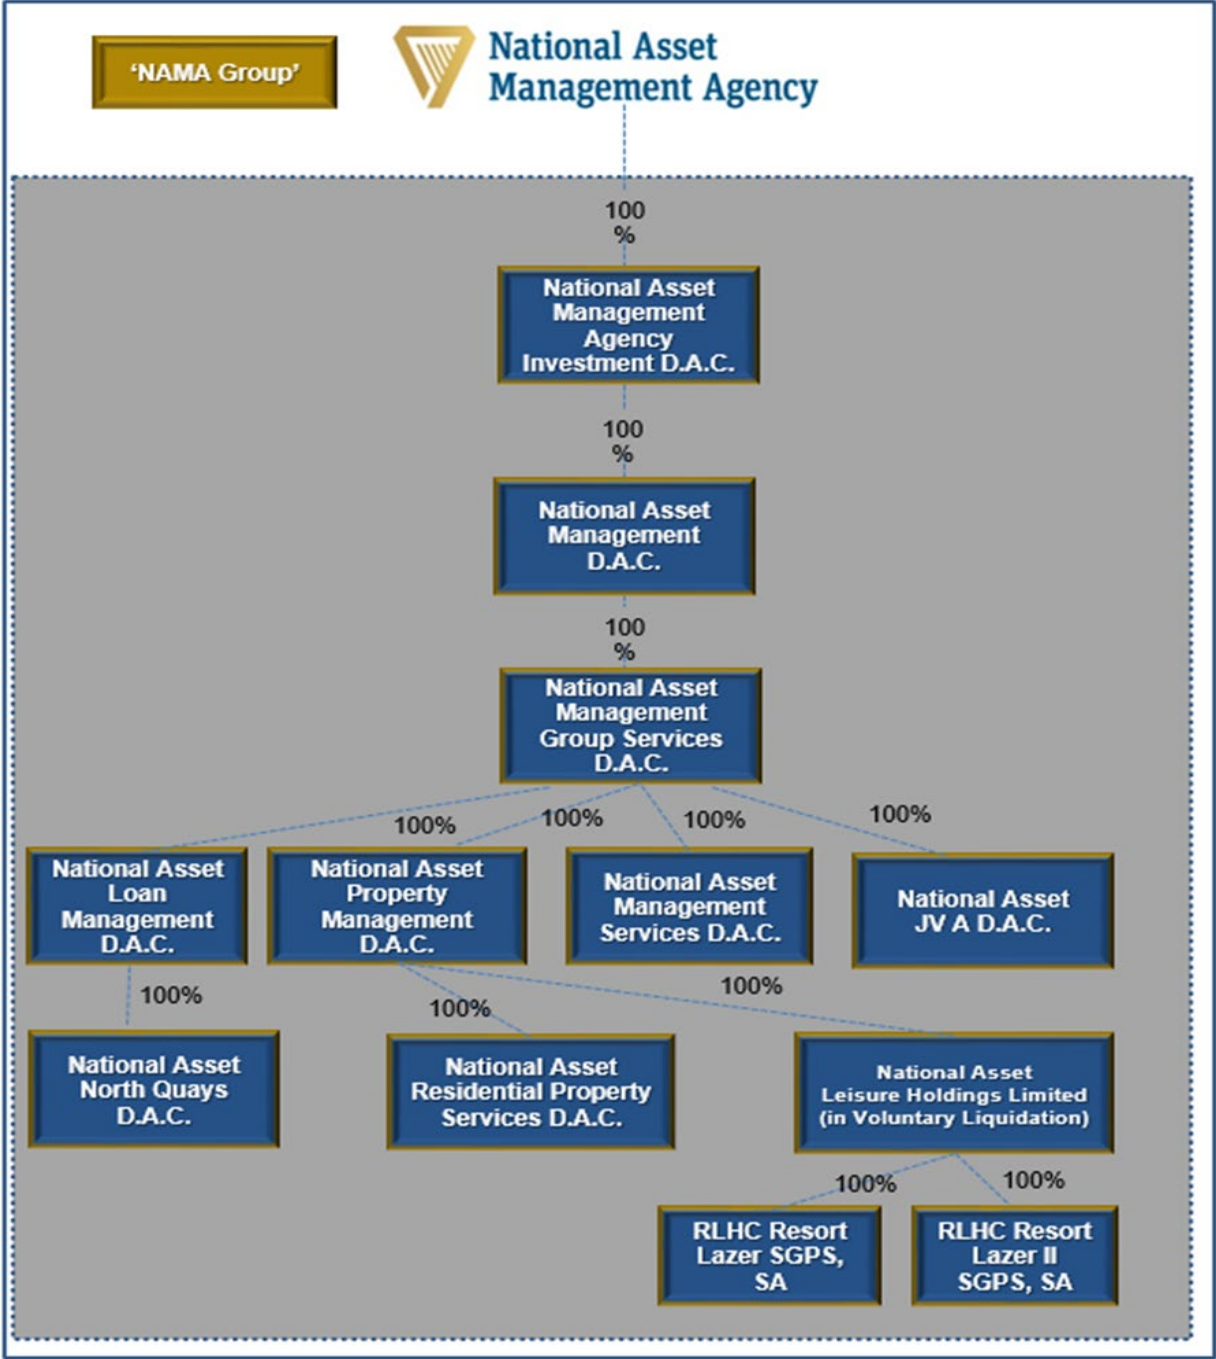 ‘NAMA Group’
National Asset
Management Agency
100
%
National Asset
Management
Agency
Investment D.A.C.
100
%
National Asset
Management
D.A.C.
100
%
National Asset
Management
Group Services
D.A.C.
100%
100%
100%
100%
National Asset
Loan
Management
D.A.C.
National Asset
Property
Management
D.A.C.
National Asset
Management
Services D.A.C.
National Asset
JV A D.A.C.
100%
100%
100%
National Asset
North Quays
D.A.C.
National Asset
Residential Property
Services D.A.C.
National Asset
Leisure Holdings Limited
(in Voluntary Liquidation)
100%
100%
RLHC Resort
Lazer SGPS,
SA
RLHC Resort
Lazer II
SGPS, SA